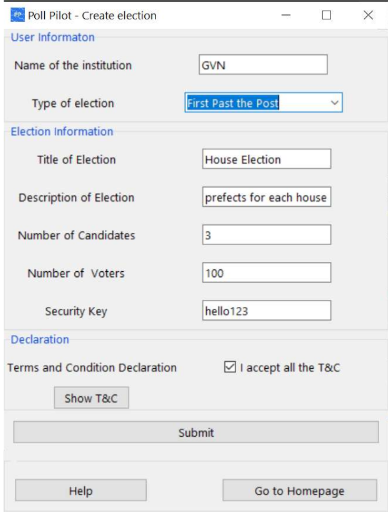 Poll Pilot - Create election
User Informaton
Name of the institution GVN
Type of election First Past the Post
Election Information
Title of Election House Election
Description of Election prefects for each house
Number of Candidates 3
Number of Voters 100
Security Key hello123
Declaration
Terms and Condition Declaration I accept all the T&C
Show T&C
Submit
Help Go to Homepage